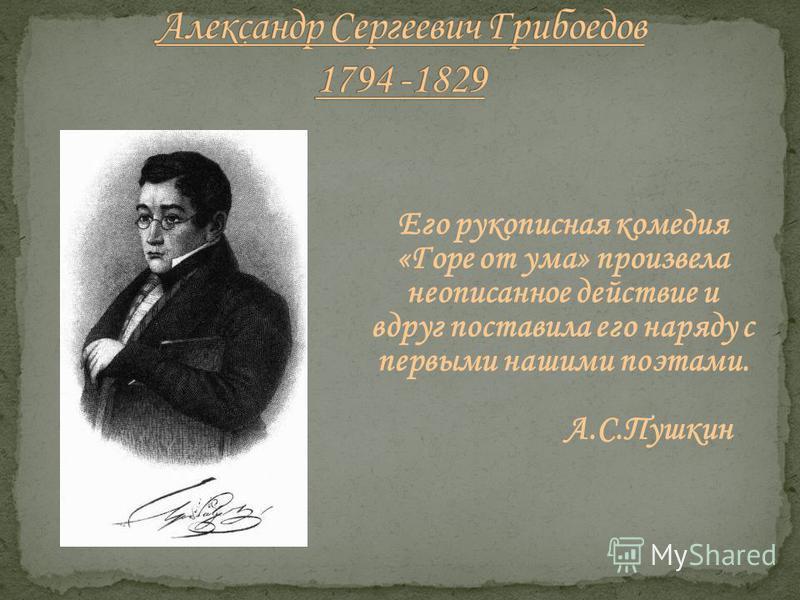 Александр Сергеевич Грибоедов
1794 -1829
Его рукописная комедия
«Горе от ума» произвела
неописанное действие и
вдруг поставила его наряду с
первыми нашими поэтами.
А.С.Пушкин
MyShared